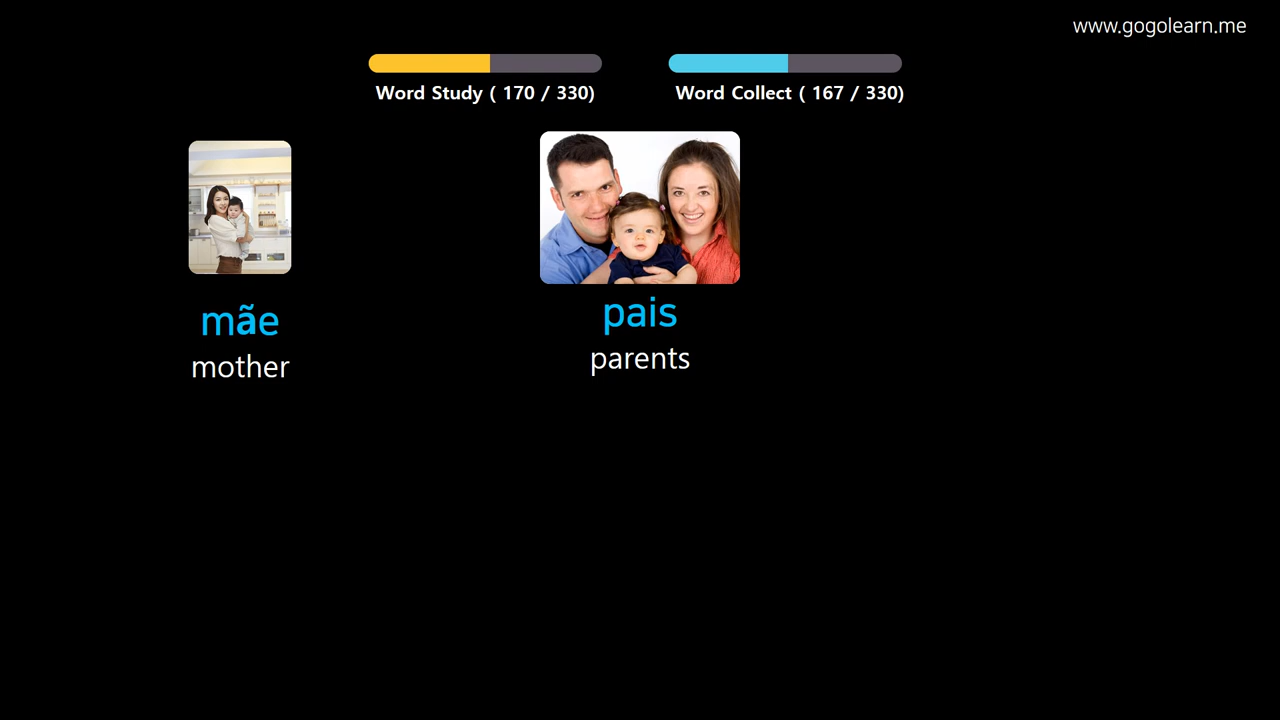 www.gogolearn.me
Word Study ( 170 / 330)
Word Collect ( 167 / 330)
mãe
mother
pais
parents